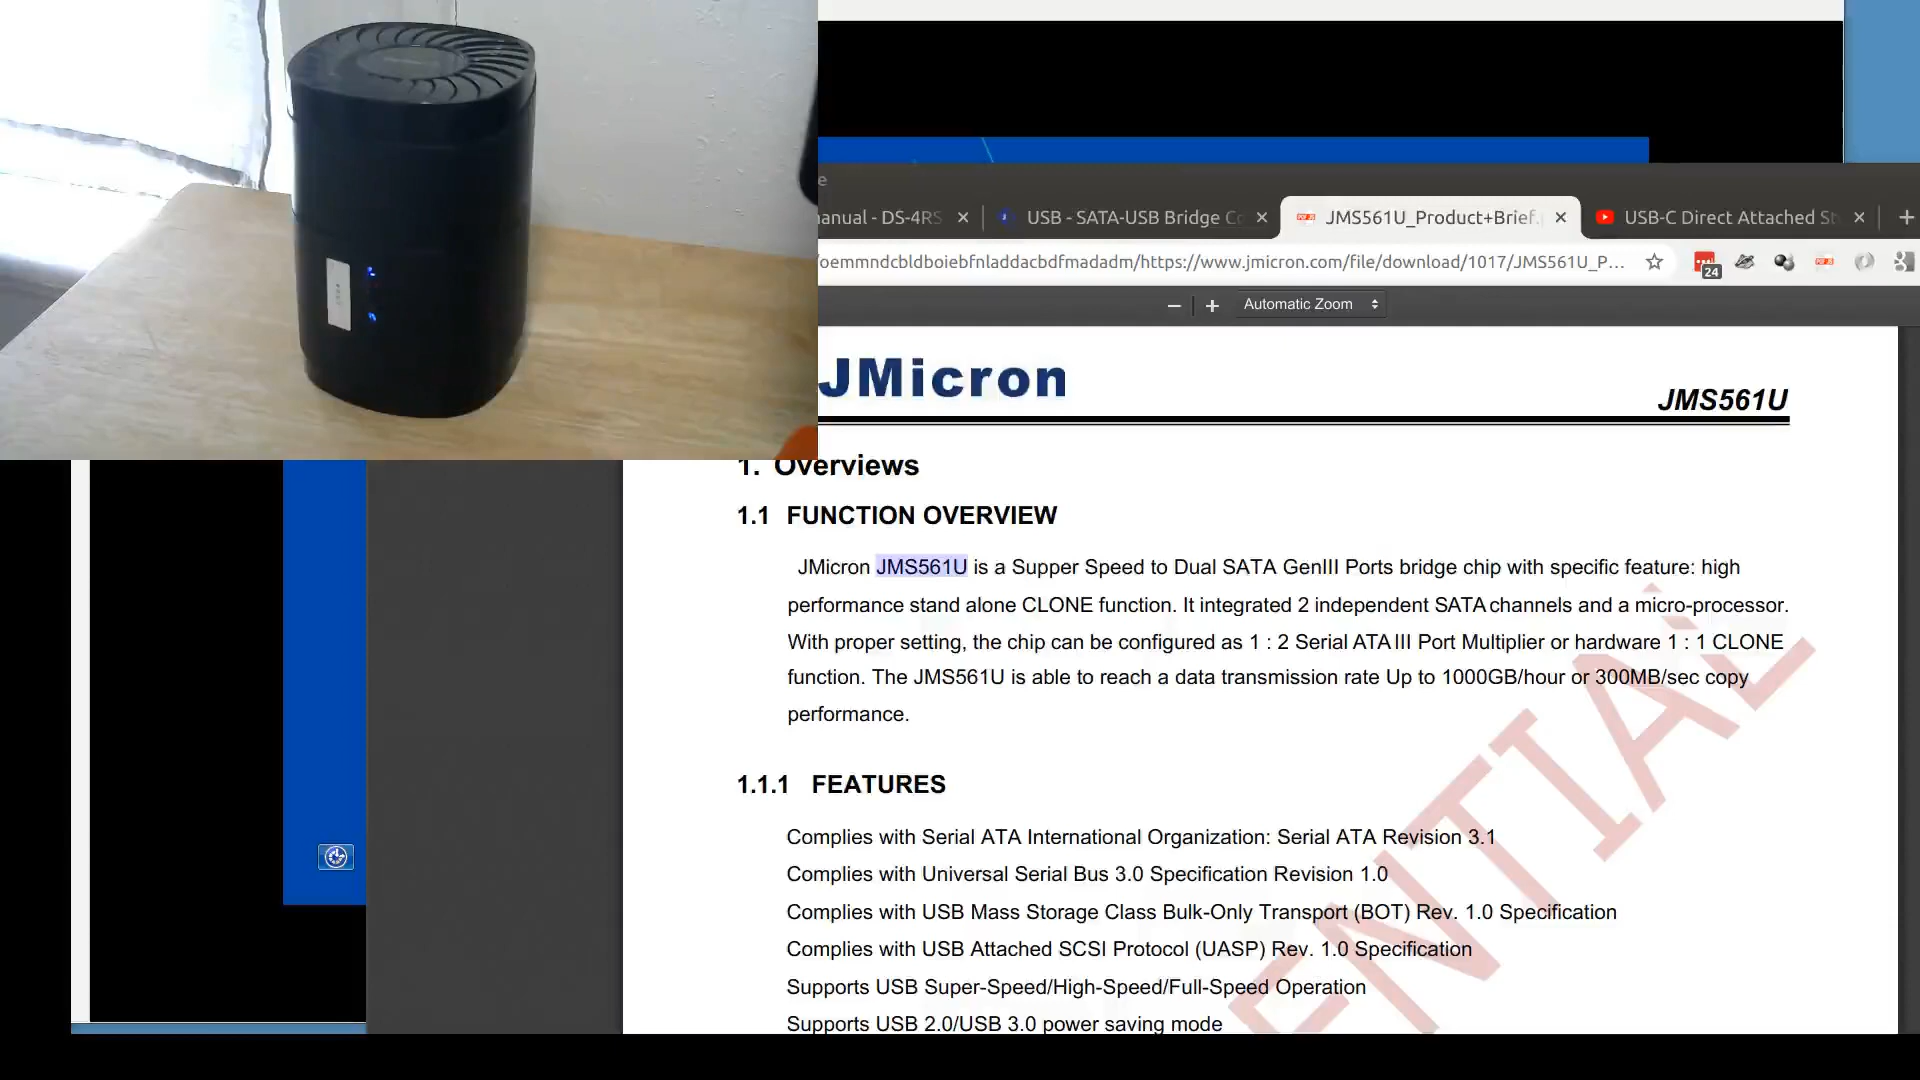 e
anual - DS-4RS
USB - SATA-USB Bridge Co
JMS561U_Product+Brief.
USB-C Direct Attached St
oemmndcbldboiebfnladdacbdfmadadm/https://www.jmicron.com/file/download/1017/JMS561U_P...
24
Automatic Zoom
JMicron
JMS561U
1. Overviews
1.1 FUNCTION OVERVIEW
JMicron JMS561U is a Supper Speed to Dual SATA GenIII Ports bridge chip with specific feature: high
performance stand alone CLONE function. It integrated 2 independent SATA channels and a micro-processor.
With proper setting, the chip can be configured as 1 : 2 Serial ATA III Port Multiplier or hardware 1 : 1 CLONE
function. The JMS561U is able to reach a data transmission rate Up to 1000GB/hour or 300MB/sec copy
performance.
1.1.1 FEATURES
Complies with Serial ATA International Organization: Serial ATA Revision 3.1
Complies with Universal Serial Bus 3.0 Specification Revision 1.0
Complies with USB Mass Storage Class Bulk-Only Transport (BOT) Rev. 1.0 Specification
Complies with USB Attached SCSI Protocol (UASP) Rev. 1.0 Specification
Supports USB Super-Speed/High-Speed/Full-Speed Operation
Supports USB 2.0/USB 3.0 power saving mode
ENTIAL